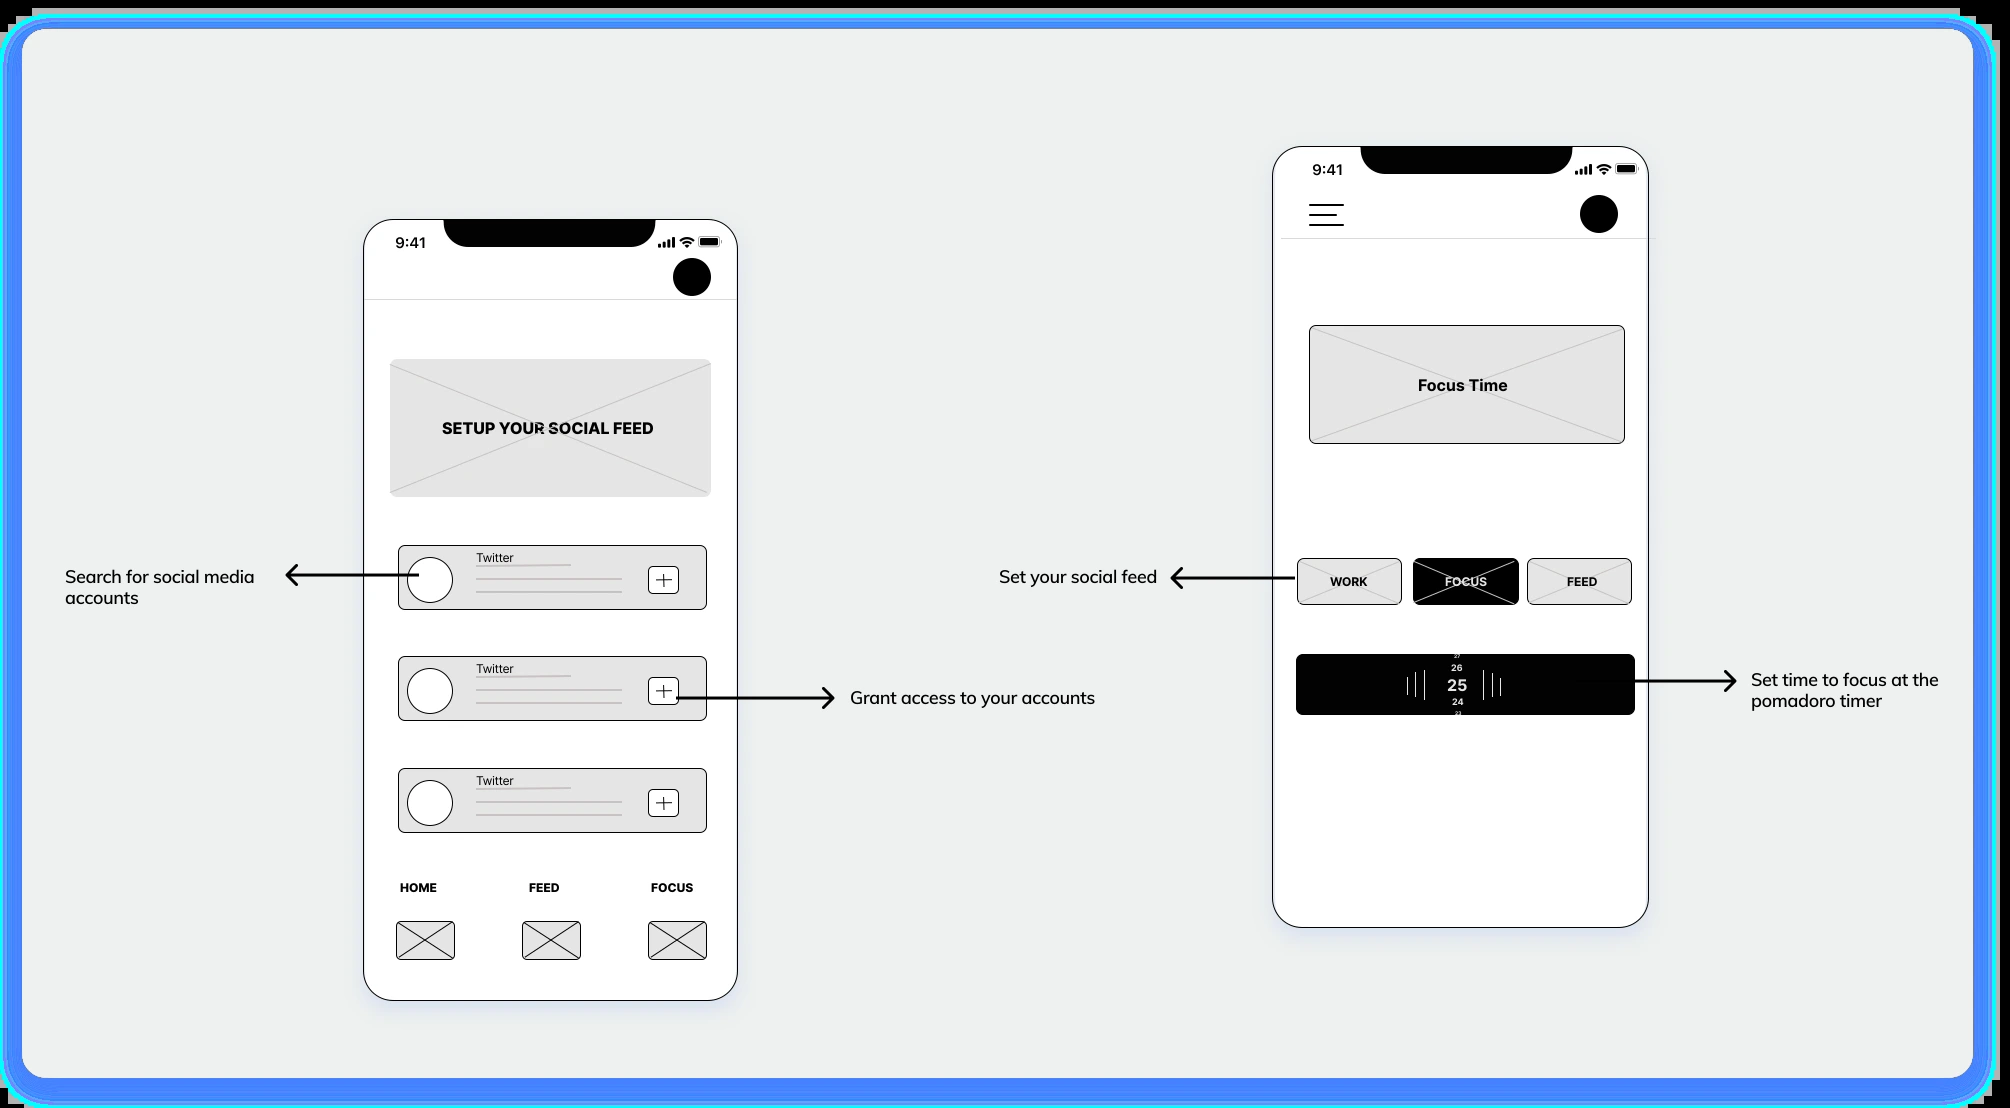 9:41
SETUP YOUR SOCIAL FEED
Twitter
Search for social media
accounts
Twitter
Grant access to your accounts
Twitter
HOME
FEED
FOCUS
9:41
Focus Time
Set your social feed
WORK
FOCUS
FEED
27
26
25
24
23
Set time to focus at the
pomadoro timer